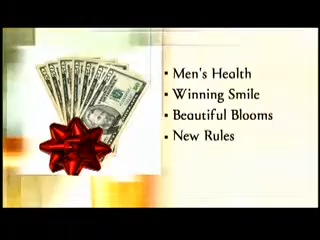 • Men's Health
• Winning Smile
• Beautiful Blooms
• New Rules